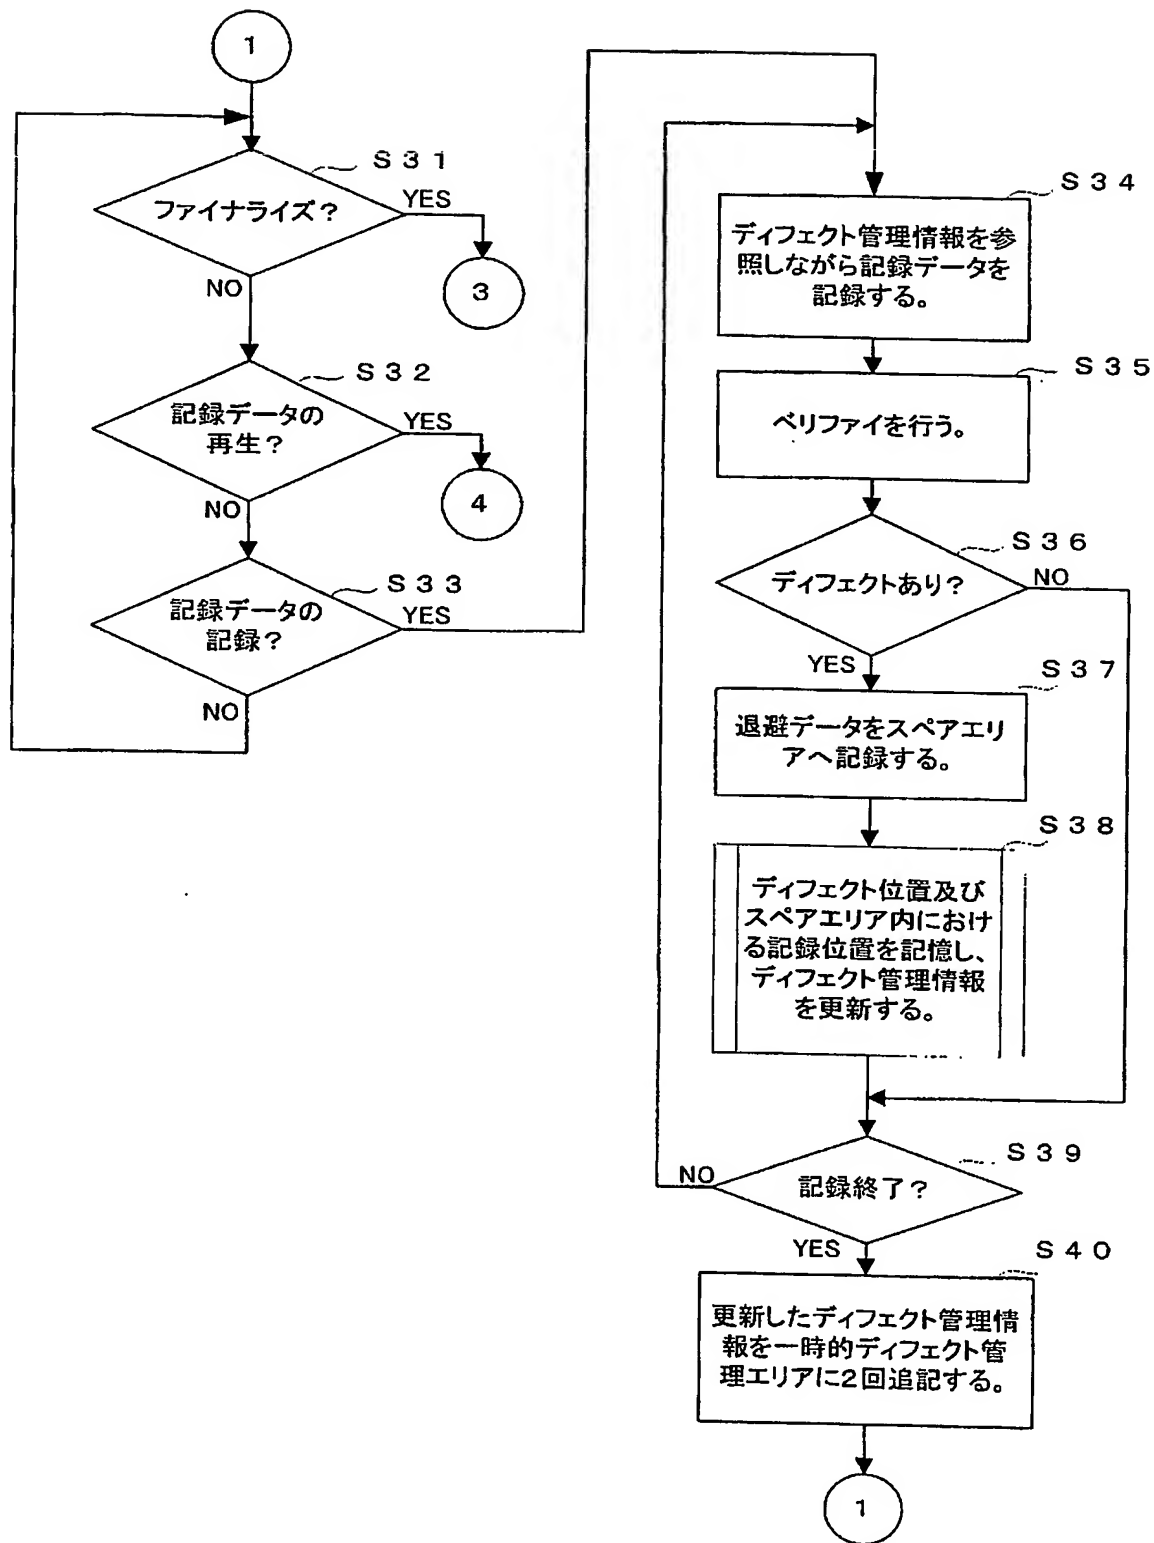 1
S31
ファイナライズ?
YES
NO
3
S32
記録データの
再生?
YES
NO
4
S33
記録データの
記録?
YES
NO
S34
ディフェクト管理情報を参
照しながら記録データを
記録する。
S35
ベリファイを行う。
S36
ディフェクトあり?
NO
YES
S37
退避データをスペアエリ
アへ記録する。
S38
ディフェクト位置及び
スペアエリア内におけ
る記録位置を記憶し、
ディフェクト管理情報
を更新する。
S39
記録終了?
NO
YES
S40
更新したディフェクト管理情
報を一時的ディフェクト管
理エリアに2回追記する。
1